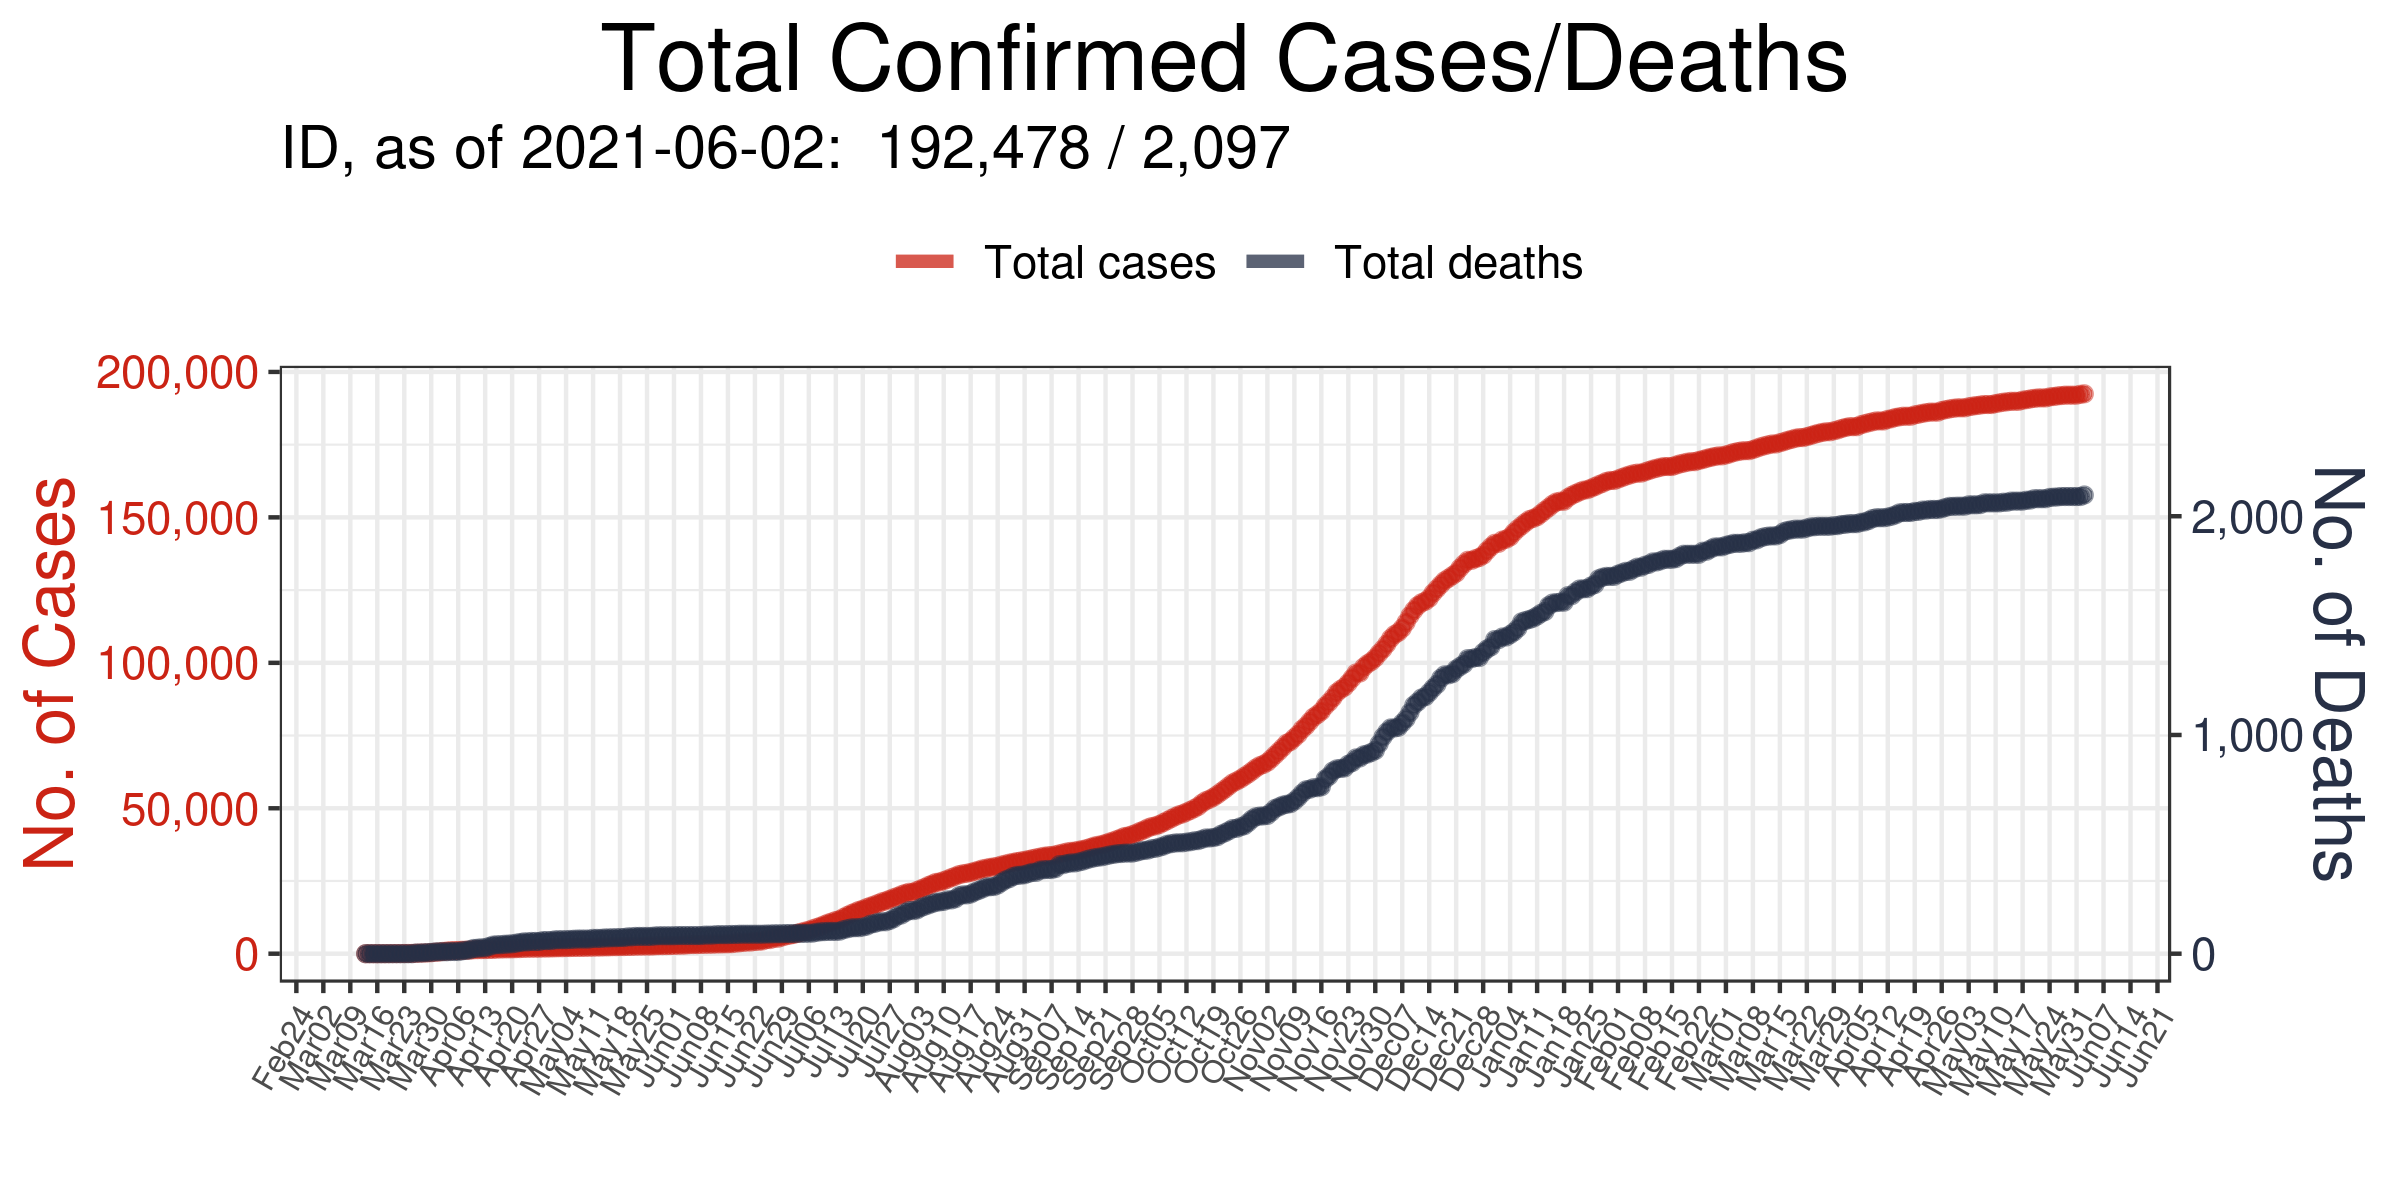 Total Confirmed Cases/Deaths
ID, as of 2021-06-02:  192,478 / 2,097
Total cases
Total deaths
No. of Cases
200,000
150,000
100,000
50,000
0
No. of Deaths
2,000
1,000
0
Feb24
Mar02
Mar09
Mar16
Mar23
Mar30
Apr06
Apr13
Apr20
Apr27
May04
May11
May18
May25
Jun01
Jun08
Jun15
Jun22
Jun29
Jul06
Jul13
Jul20
Jul27
Aug03
Aug10
Aug17
Aug24
Aug31
Sep07
Sep14
Sep21
Sep28
Oct05
Oct12
Oct19
Oct26
Nov02
Nov09
Nov16
Nov23
Nov30
Dec07
Dec14
Dec21
Dec28
Jan04
Jan11
Jan18
Jan25
Feb01
Feb08
Feb15
Feb22
Mar01
Mar08
Mar15
Mar22
Mar29
Apr05
Apr12
Apr19
Apr26
May03
May10
May17
May24
May31
Jun07
Jun14
Jun21